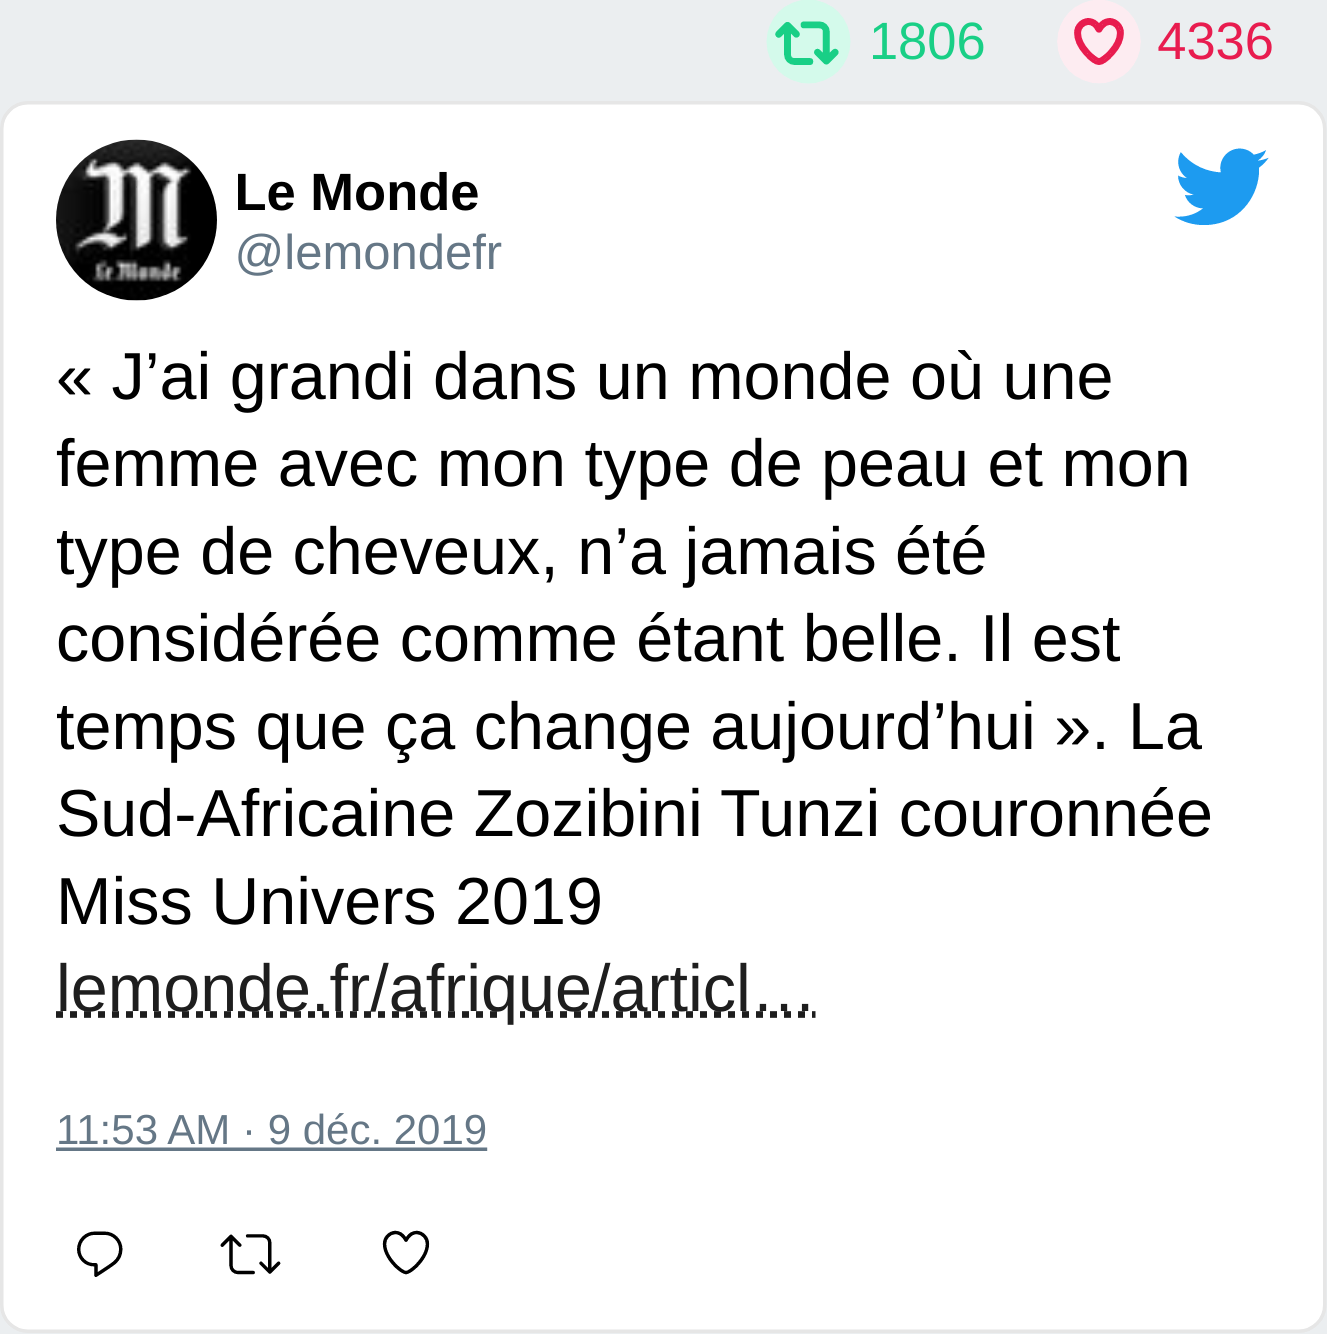 1806 4336
Le Monde
@lemondefr
Le Monde
« J’ai grandi dans un monde où une
femme avec mon type de peau et mon
type de cheveux, n’a jamais été
considérée comme étant belle. Il est
temps que ça change aujourd’hui ». La
Sud-Africaine Zozibini Tunzi couronnée
Miss Univers 2019
lemonde.fr/afrique/articl…
11:53 AM · 9 déc. 2019